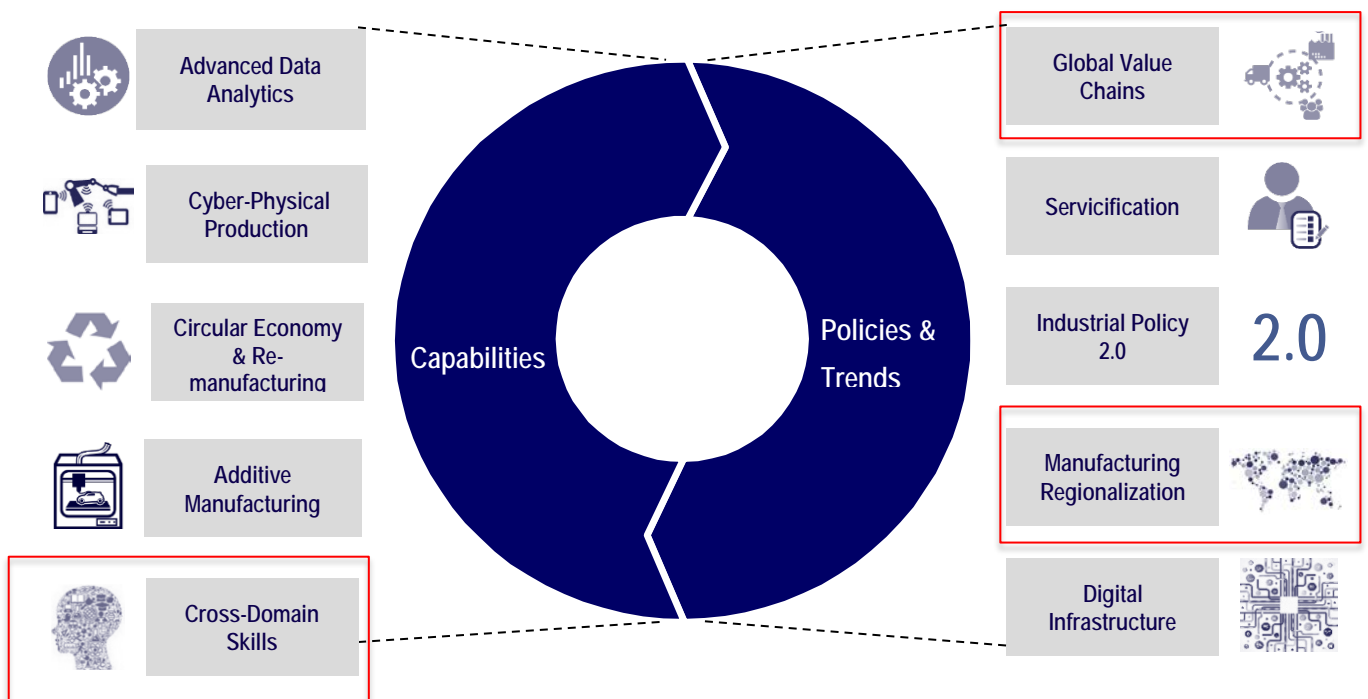 Advanced Data
Analytics
Cyber-Physical
Production
Circular Economy
& Re-
manufacturing
Additive
Manufacturing
Cross-Domain
Skills
Capabilities
Policies &
Trends
Global Value
Chains
Servicification
Industrial Policy
2.0
2.0
Manufacturing
Regionalization
Digital
Infrastructure